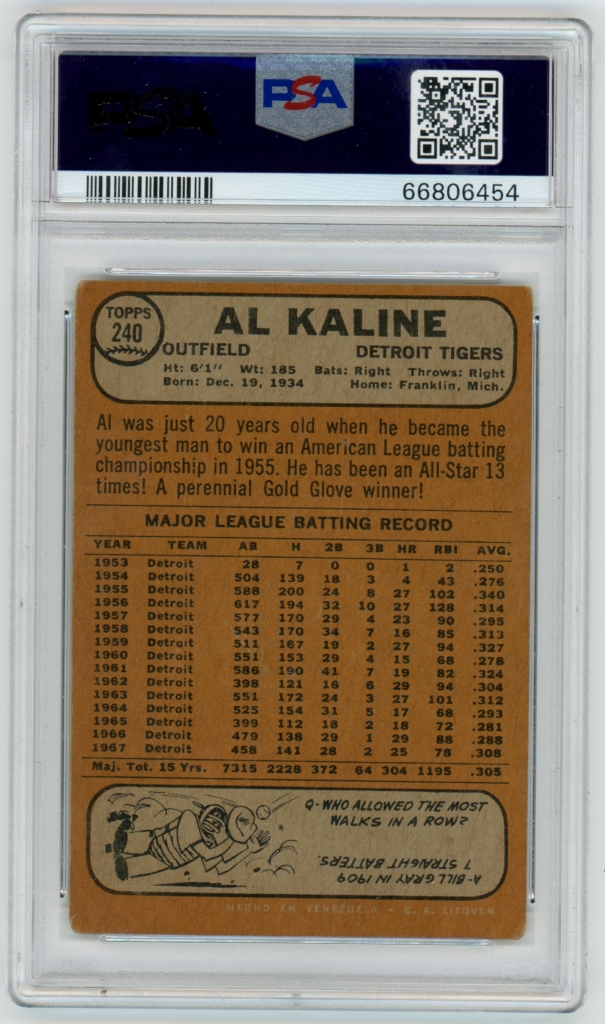 PSA
PSA
66806454
TOPPS
240
AL KALINE
OUTFIELD DETROIT TIGERS
Ht: 6'1" Wt: 185 Bats: Right Throws: Right
Born: Dec. 19, 1934 Home: Franklin, Mich.
Al was just 20 years old when he became the
youngest man to win an American League batting
championship in 1955. He has been an All-Star 13
times! A perennial Gold Glove winner!
MAJOR LEAGUE BATTING RECORD
YEAR TEAM AB H 2B 3B HR RBI AVG.
1953 Detroit 28 7 0 0 1 2 .250
1954 Detroit 504 139 18 3 4 43 .276
1955 Detroit 588 200 24 8 27 102 .340
1956 Detroit 617 194 32 10 27 128 .314
1957 Detroit 577 170 29 4 23 90 .295
1958 Detroit 543 170 34 7 16 85 .313
1959 Detroit 511 167 19 2 27 94 .327
1960 Detroit 551 153 29 4 15 68 .278
1961 Detroit 586 190 41 7 19 82 .324
1962 Detroit 398 121 16 6 29 94 .304
1963 Detroit 551 172 24 3 27 101 .312
1964 Detroit 525 154 31 5 17 68 .293
1965 Detroit 399 112 18 2 18 72 .281
1966 Detroit 479 138 29 1 29 88 .288
1967 Detroit 458 141 28 2 25 78 .308
Maj. Tot. 15 Yrs. 7315 2228 372 64 304 1195 .305
Q-WHO ALLOWED THE MOST
WALKS IN A ROW?
A-BILL GRAY IN 1909
7 STRAIGHT BATTERS.
HECHO EN VENEZUELA - C. A. LITOVEN